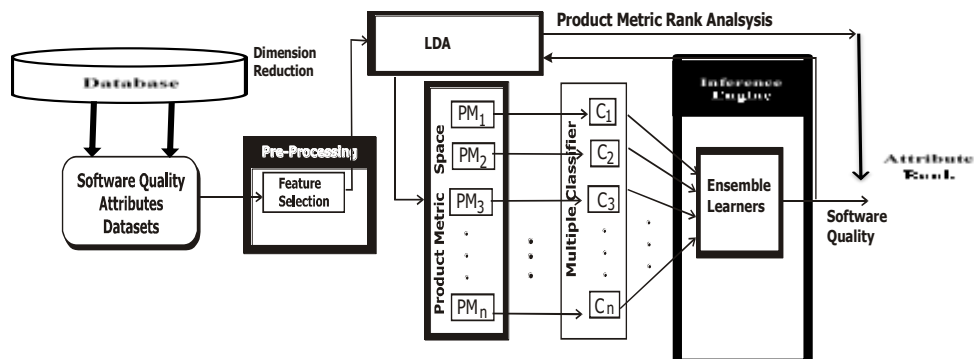 Product Metric Rank Analsysis
LDA
Dimension
Reduction
Database
Inference
Engine
Pre-Processing
Feature
Selection
Software Quality
Attributes
Datasets
Product Metric Space
PM1
PM2
PM3
PMn
Multiple Classifier
C1
C2
C3
Cn
Ensemble
Learners
Attribute
Rank
Software
Quality